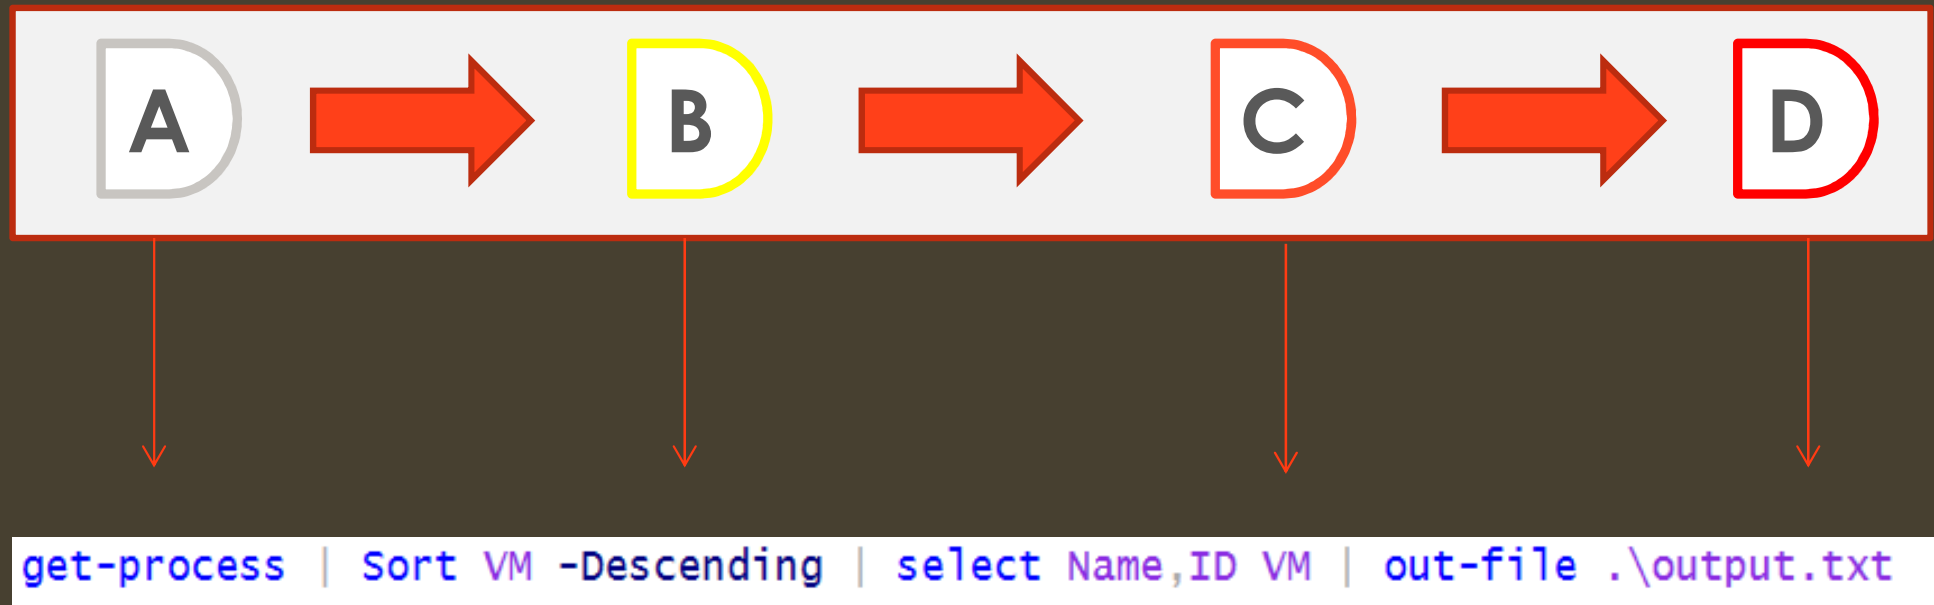 A B C D
get-process | Sort VM -Descending | select Name,ID VM | out-file .\output.txt